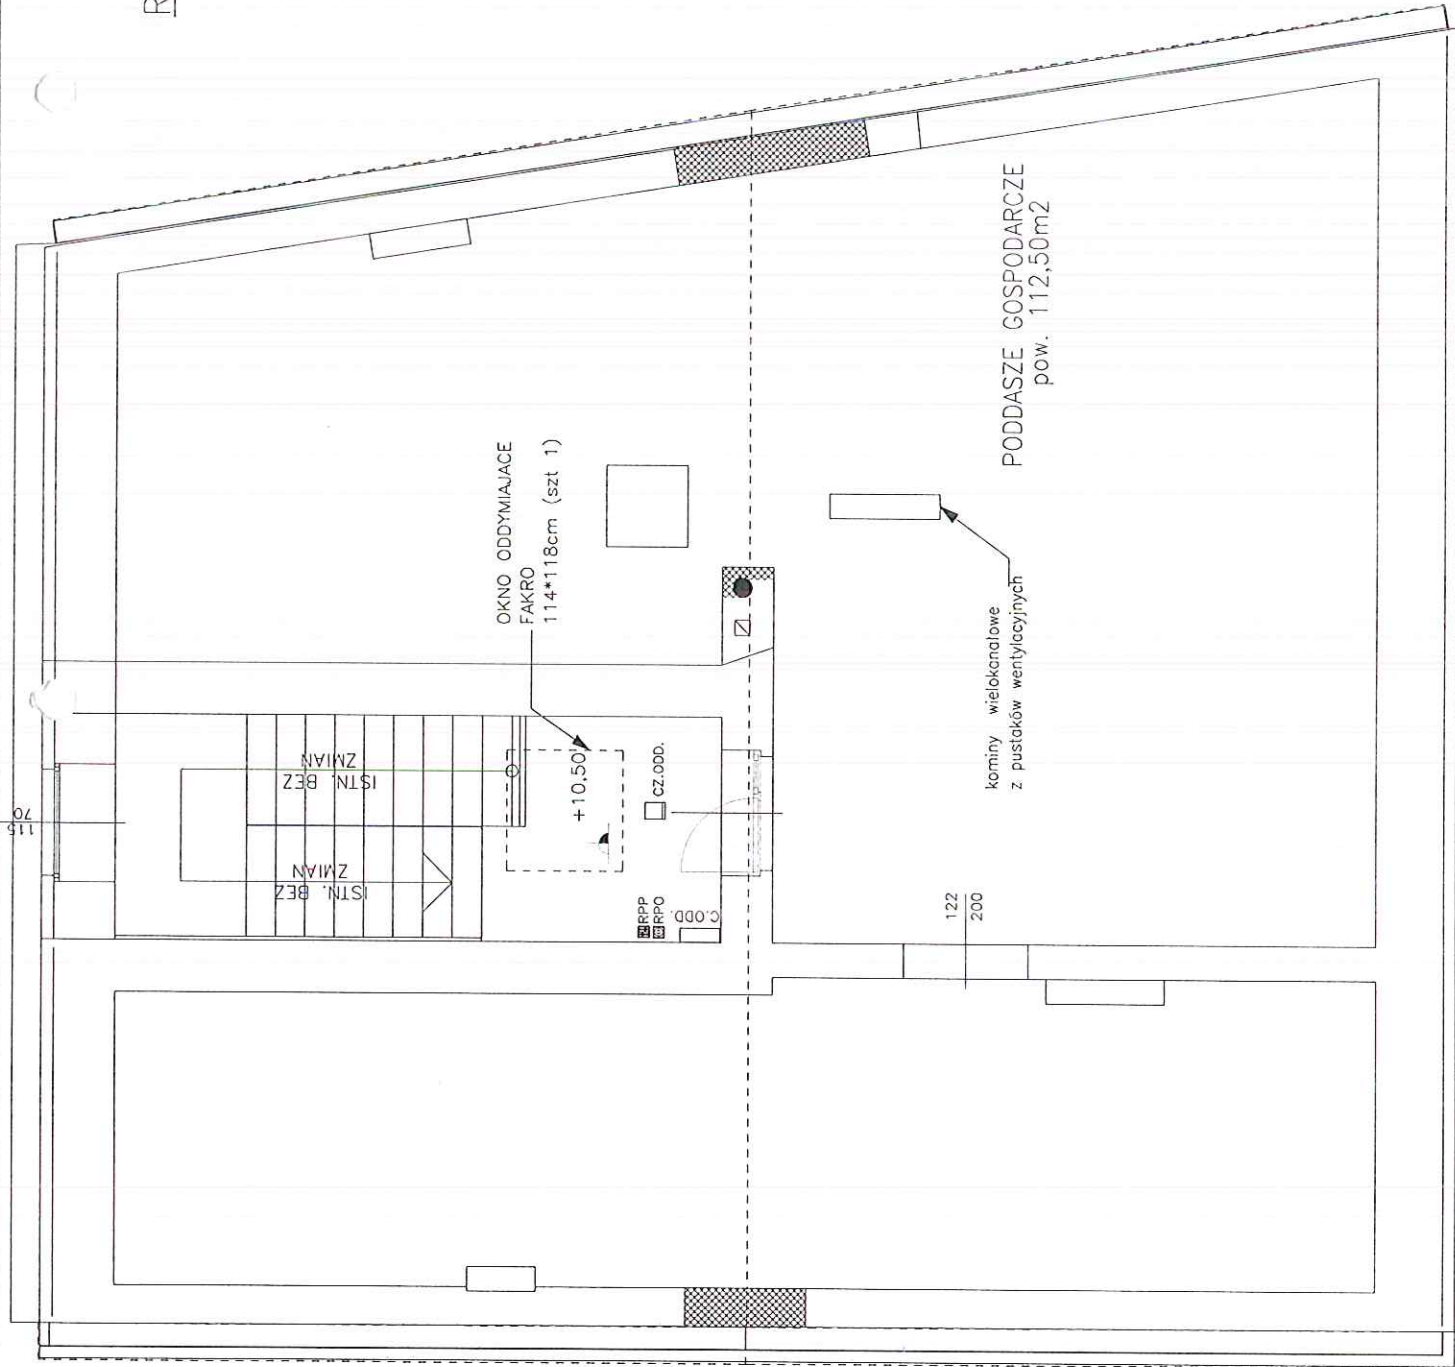 R
PODDASZE GOSPODARCZE
pow. 112,50m2
OKNO ODDYMIAJACE
FAKRO
114*118cm (szt 1)
kominy wielokanałowe
z pustaków wentylacyjnych
ISTN. BEZ
ZMIAN
ISTN. BEZ
ZMIAN
+10,50
CZ.ODD.
RPP
RPO
C.ODD.
122
200
115
70